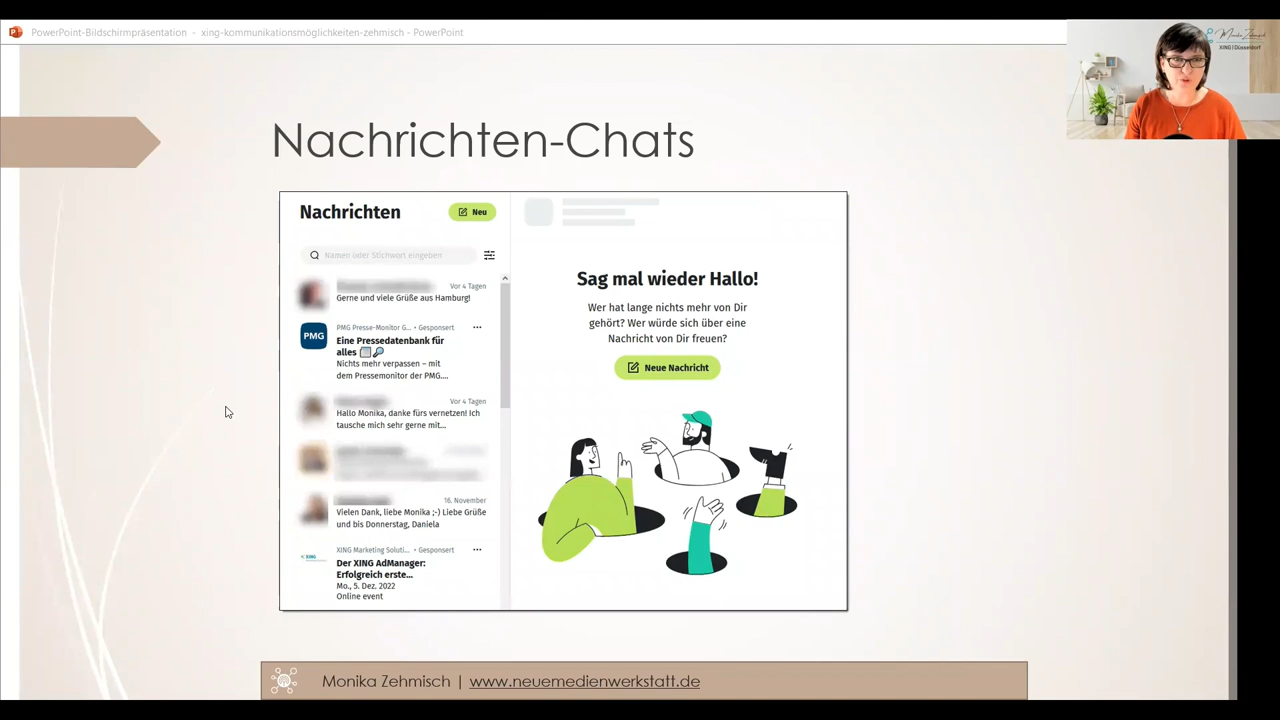 PowerPoint-Bildschirmpräsentation - xing-kommunikationsmöglichkeiten-zehmisch - PowerPoint
Monika Zehmisch
XING | Düsseldorf
Nachrichten-Chats
Nachrichten
Neu
Namen oder Stichwort eingeben
Vor 4 Tagen
Gerne und viele Grüße aus Hamburg!
PMG
PMG Presse-Monitor G... • Gesponsert
Eine Pressedatenbank für
alles
Nichts mehr verpassen – mit
dem Pressemonitor der PMG....
Vor 4 Tagen
Hallo Monika, danke fürs vernetzen! Ich
tausche mich sehr gerne mit...
16. November
Vielen Dank, liebe Monika ;-) Liebe Grüße
und bis Donnerstag, Daniela
XING
XING Marketing Soluti... • Gesponsert
Der XING AdManager:
Erfolgreich erste...
Mo., 5. Dez. 2022
Online event
Sag mal wieder Hallo!
Wer hat lange nichts mehr von Dir
gehört? Wer würde sich über eine
Nachricht von Dir freuen?
Neue Nachricht
Monika Zehmisch | www.neuemedienwerkstatt.de